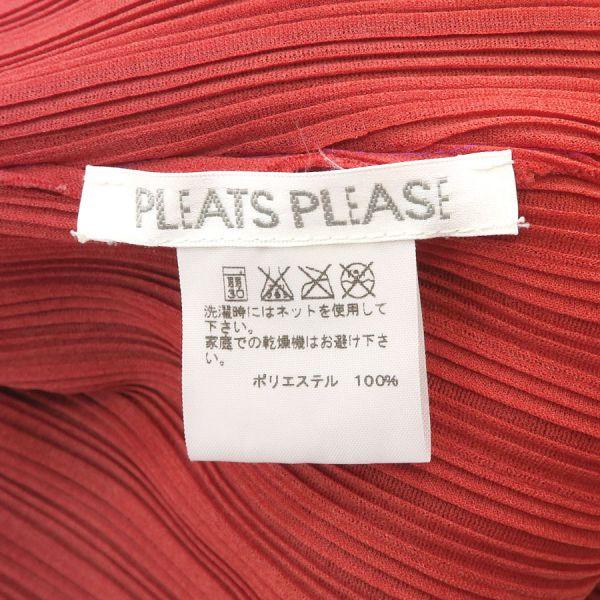 PLEATS PLEASE
弱
30
洗濯時にはネットを使用して
下さい。
家庭での乾燥機はお避け下さ
い。
ポリエステル 100%